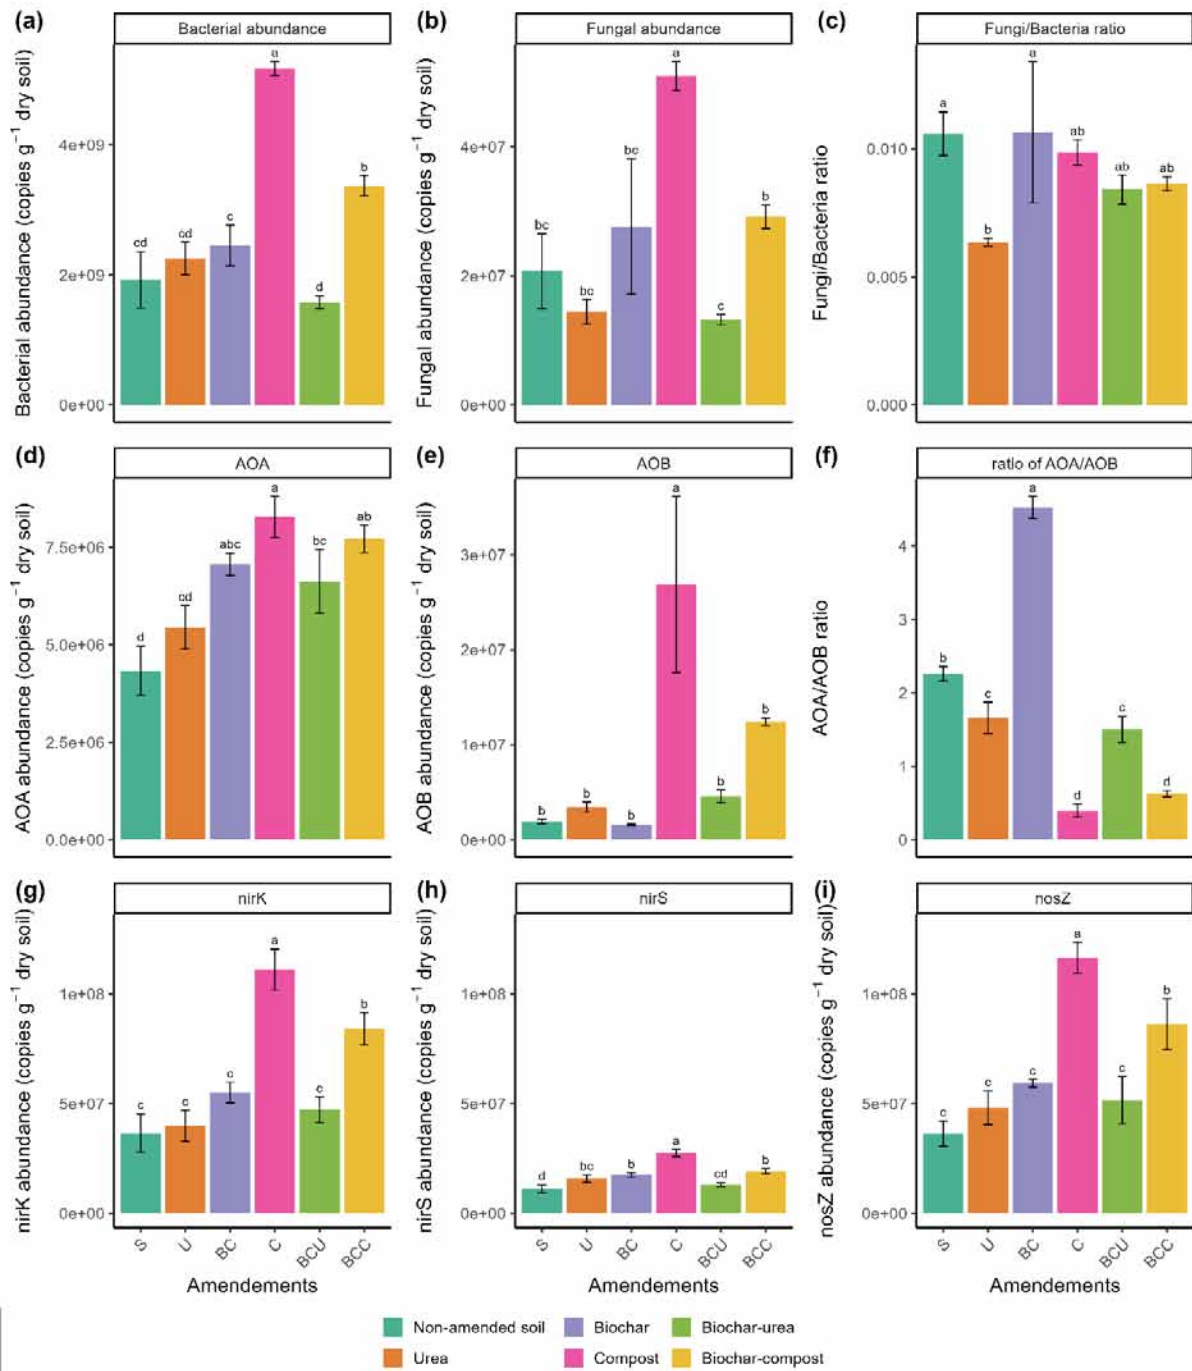 (a)
Bacterial abundance
Bacterial abundance (copies g⁻¹ dry soil)
4e+09
2e+09
0e+00
cd
cd
c
a
d
b
(b)
Fungal abundance
Fungal abundance (copies g⁻¹ dry soil)
4e+07
2e+07
0e+00
bc
bc
bc
a
c
b
(c)
Fungi/Bacteria ratio
Fungi/Bacteria ratio
0.010
0.005
0.000
a
b
a
ab
ab
ab
(d)
AOA
AOA abundance (copies g⁻¹ dry soil)
7.5e+06
5.0e+06
2.5e+06
0.0e+00
d
cd
abc
a
bc
ab
(e)
AOB
AOB abundance (copies g⁻¹ dry soil)
3e+07
2e+07
1e+07
0e+00
b
b
b
a
b
b
(f)
ratio of AOA/AOB
AOA/AOB ratio
4
3
2
1
0
b
c
a
d
c
d
(g)
nirK
nirK abundance (copies g⁻¹ dry soil)
1e+08
5e+07
0e+00
c
c
c
a
c
b
S
U
BC
C
BCU
BCC
Amendements
(h)
nirS
nirS abundance (copies g⁻¹ dry soil)
1e+08
5e+07
0e+00
d
bc
b
a
cd
b
S
U
BC
C
BCU
BCC
Amendements
(i)
nosZ
nosZ abundance (copies g⁻¹ dry soil)
1e+08
5e+07
0e+00
c
c
c
a
c
b
S
U
BC
C
BCU
BCC
Amendements
Non-amended soil
Biochar
Biochar-urea
Urea
Compost
Biochar-compost